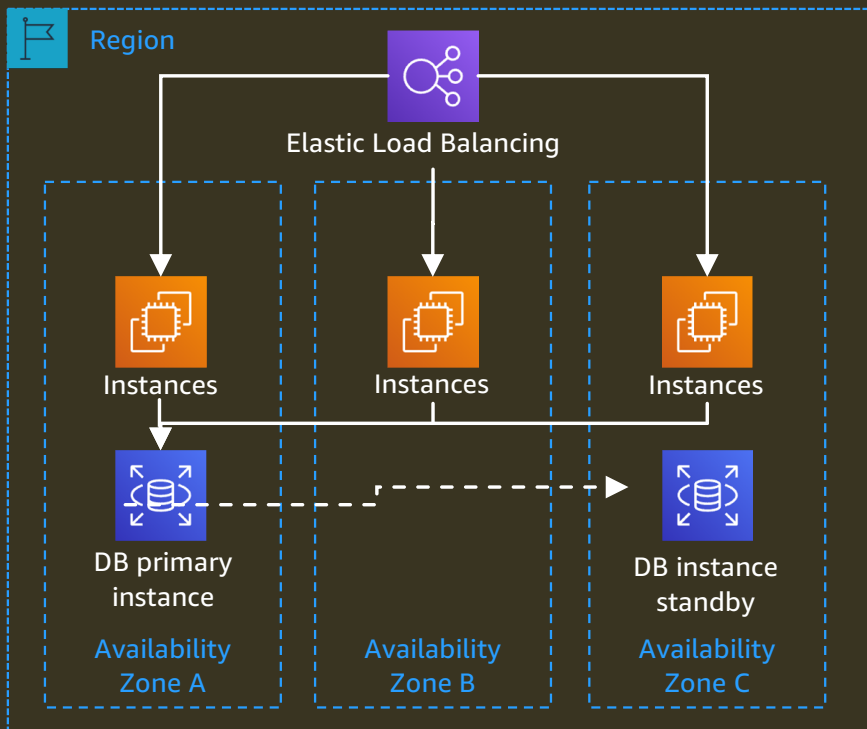 Region
Elastic Load Balancing
Instances
Instances
Instances
DB primary
instance
DB instance
standby
Availability
Zone A
Availability
Zone B
Availability
Zone C